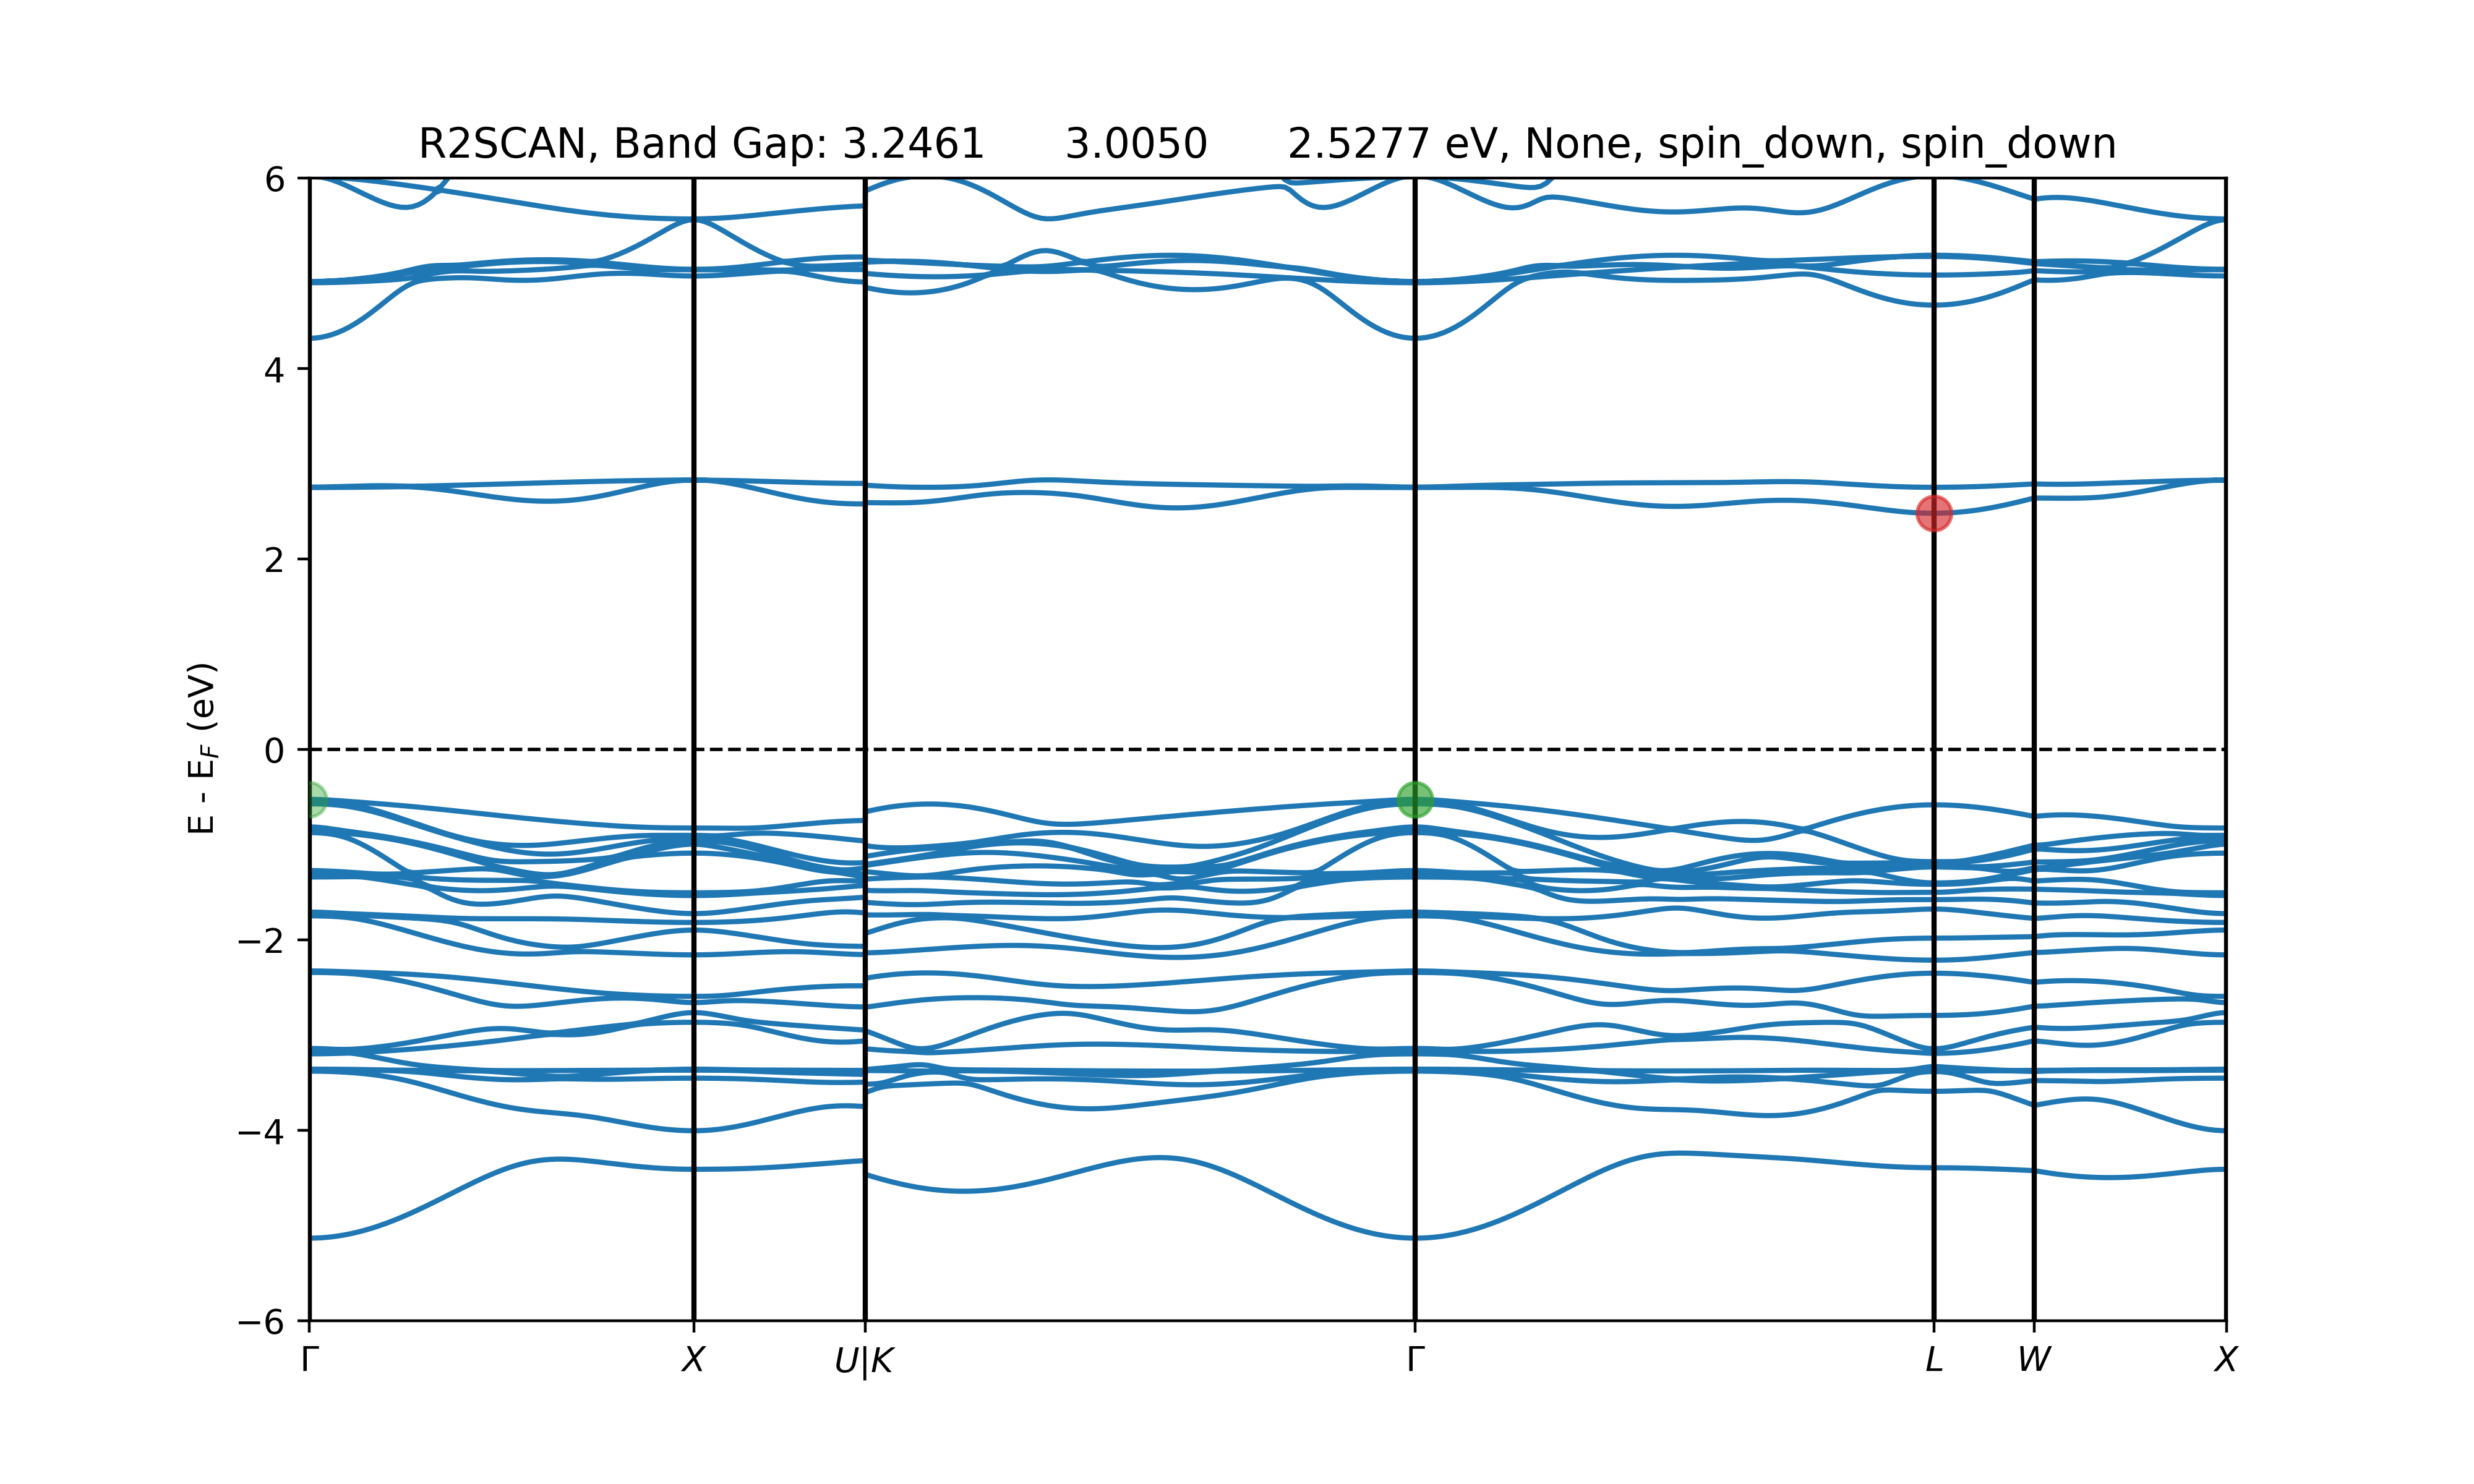 R2SCAN, Band Gap: 3.2461 3.0050 2.5277 eV, None, spin_down, spin_down
6
4
2
0
−2
−4
−6
E - E_F (eV)
Γ X U|K Γ L W X